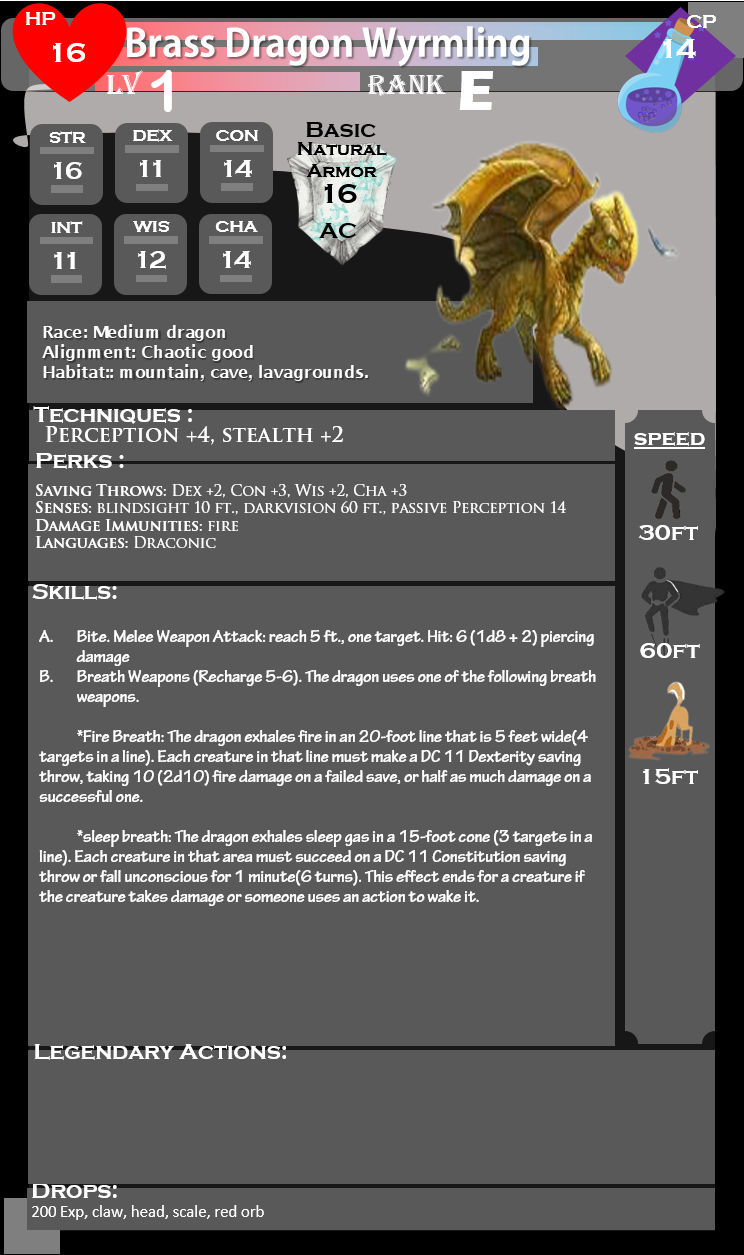 HP
16
Brass Dragon Wyrmling
CP
14
LV 1
RANK E
STR
16
DEX
11
CON
14
INT
11
WIS
12
CHA
14
Basic
Natural
Armor
16
AC
Race: Medium dragon
Alignment: Chaotic good
Habitat:: mountain, cave, lavagrounds.
Techniques :
Perception +4, stealth +2
Perks :
Saving Throws: Dex +2, Con +3, Wis +2, Cha +3
Senses: blindsight 10 ft., darkvision 60 ft., passive Perception 14
Damage Immunities: fire
Languages: Draconic
SPEED
30FT
60FT
15FT
Skills:
A. Bite. Melee Weapon Attack: reach 5 ft., one target. Hit: 6 (1d8 + 2) piercing
damage
B. Breath Weapons (Recharge 5-6). The dragon uses one of the following breath
weapons.
*Fire Breath: The dragon exhales fire in an 20-foot line that is 5 feet wide(4
targets in a line). Each creature in that line must make a DC 11 Dexterity saving
throw, taking 10 (2d10) fire damage on a failed save, or half as much damage on a
successful one.
*sleep breath: The dragon exhales sleep gas in a 15-foot cone (3 targets in a
line). Each creature in that area must succeed on a DC 11 Constitution saving
throw or fall unconscious for 1 minute(6 turns). This effect ends for a creature if
the creature takes damage or someone uses an action to wake it.
Legendary Actions:
Drops:
200 Exp, claw, head, scale, red orb